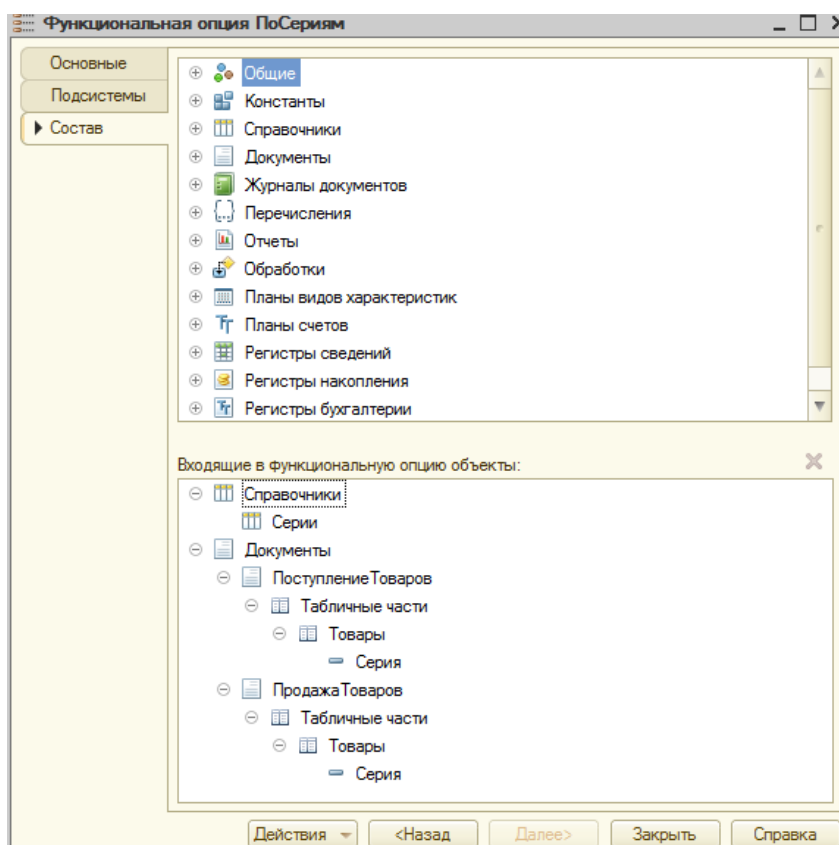 Функциональная опция ПоСериям
Основные
Подсистемы
Состав
Общие
Константы
Справочники
Документы
Журналы документов
Перечисления
Отчеты
Обработки
Планы видов характеристик
Планы счетов
Регистры сведений
Регистры накопления
Регистры бухгалтерии
Входящие в функциональную опцию объекты:
Справочники
Серии
Документы
ПоступлениеТоваров
Табличные части
Товары
Серия
ПродажаТоваров
Табличные части
Товары
Серия
Действия <Назад Далее> Закрыть Справка